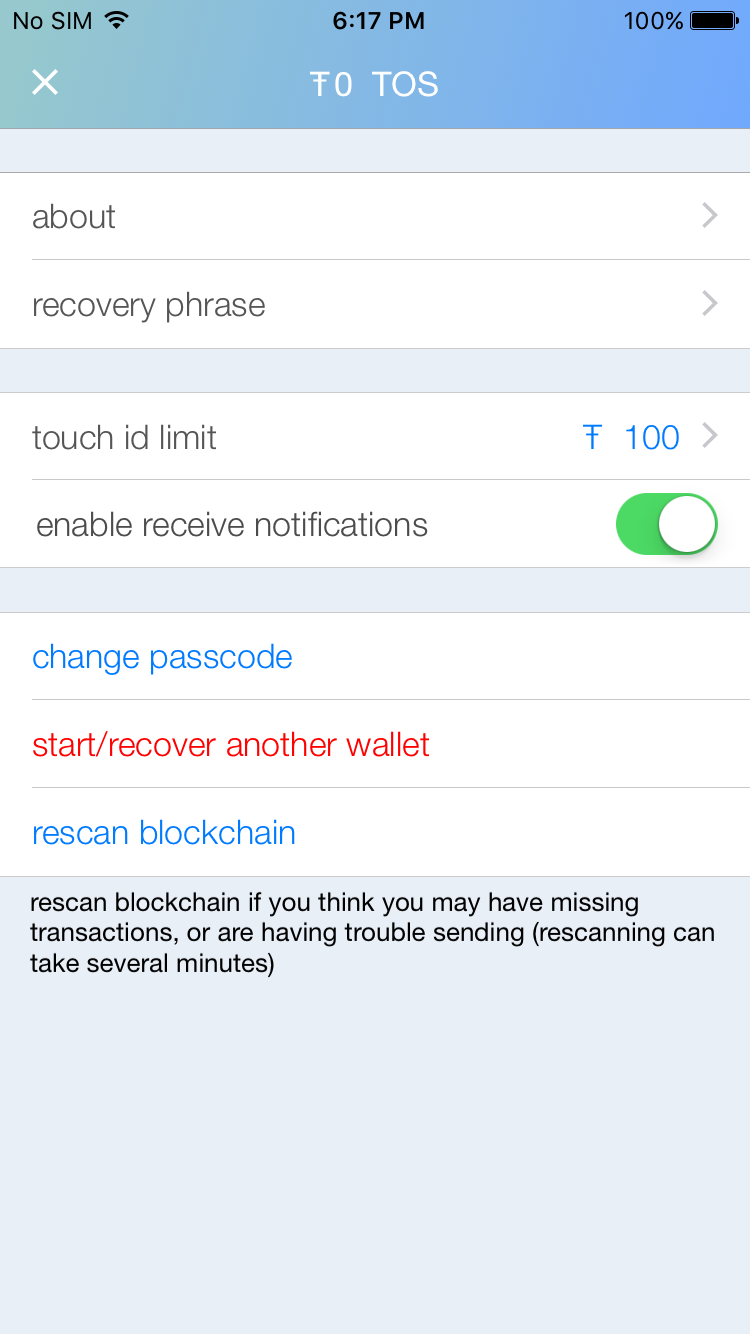 No SIM 6:17 PM 100%
Ŧ0 TOS
about
recovery phrase
touch id limit Ŧ 100
enable receive notifications
change passcode
start/recover another wallet
rescan blockchain
rescan blockchain if you think you may have missing
transactions, or are having trouble sending (rescanning can
take several minutes)